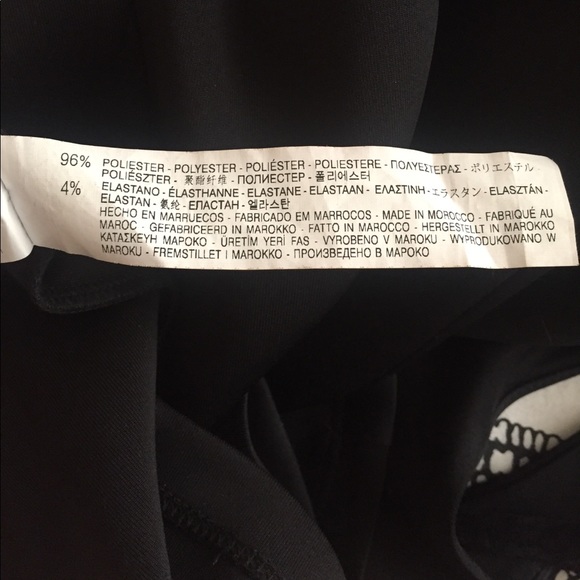 96% POLIESTER - POLYESTER - POLIÉSTER - POLIESTERE - ΠΟΛΥΕΣΤΕΡΑΣ - ポリエステル
POLIÉSZTER - 聚酯纤维 - ПОЛИЕСТЕР - 폴리에스터
4% ELASTANO - ÉLASTHANNE - ELASTANE - ELASTAAN - ΕΛΑΣΤΙΝΗ - エラスタン - ELASZTÁN -
ELASTAN - 氨纶 - ЕЛАСТАН - 엘라스탄
HECHO EN MARRUECOS - FABRICADO EM MARROCOS - MADE IN MOROCCO - FABRIQUÉ AU
MAROC - GEFABRICEERD IN MAROKKO - FATTO IN MAROCCO - HERGESTELLT IN MAROKKO
ΚΑΤΑΣΚΕΥΗ ΜΑΡΟΚΟ - ÜRETİM YERİ FAS - VYROBENO V MAROKU - WYPRODUKOWANO W
MAROKU - FREMSTILLET I MAROKKO - ПРОИЗВЕДЕНО В МАРОКО